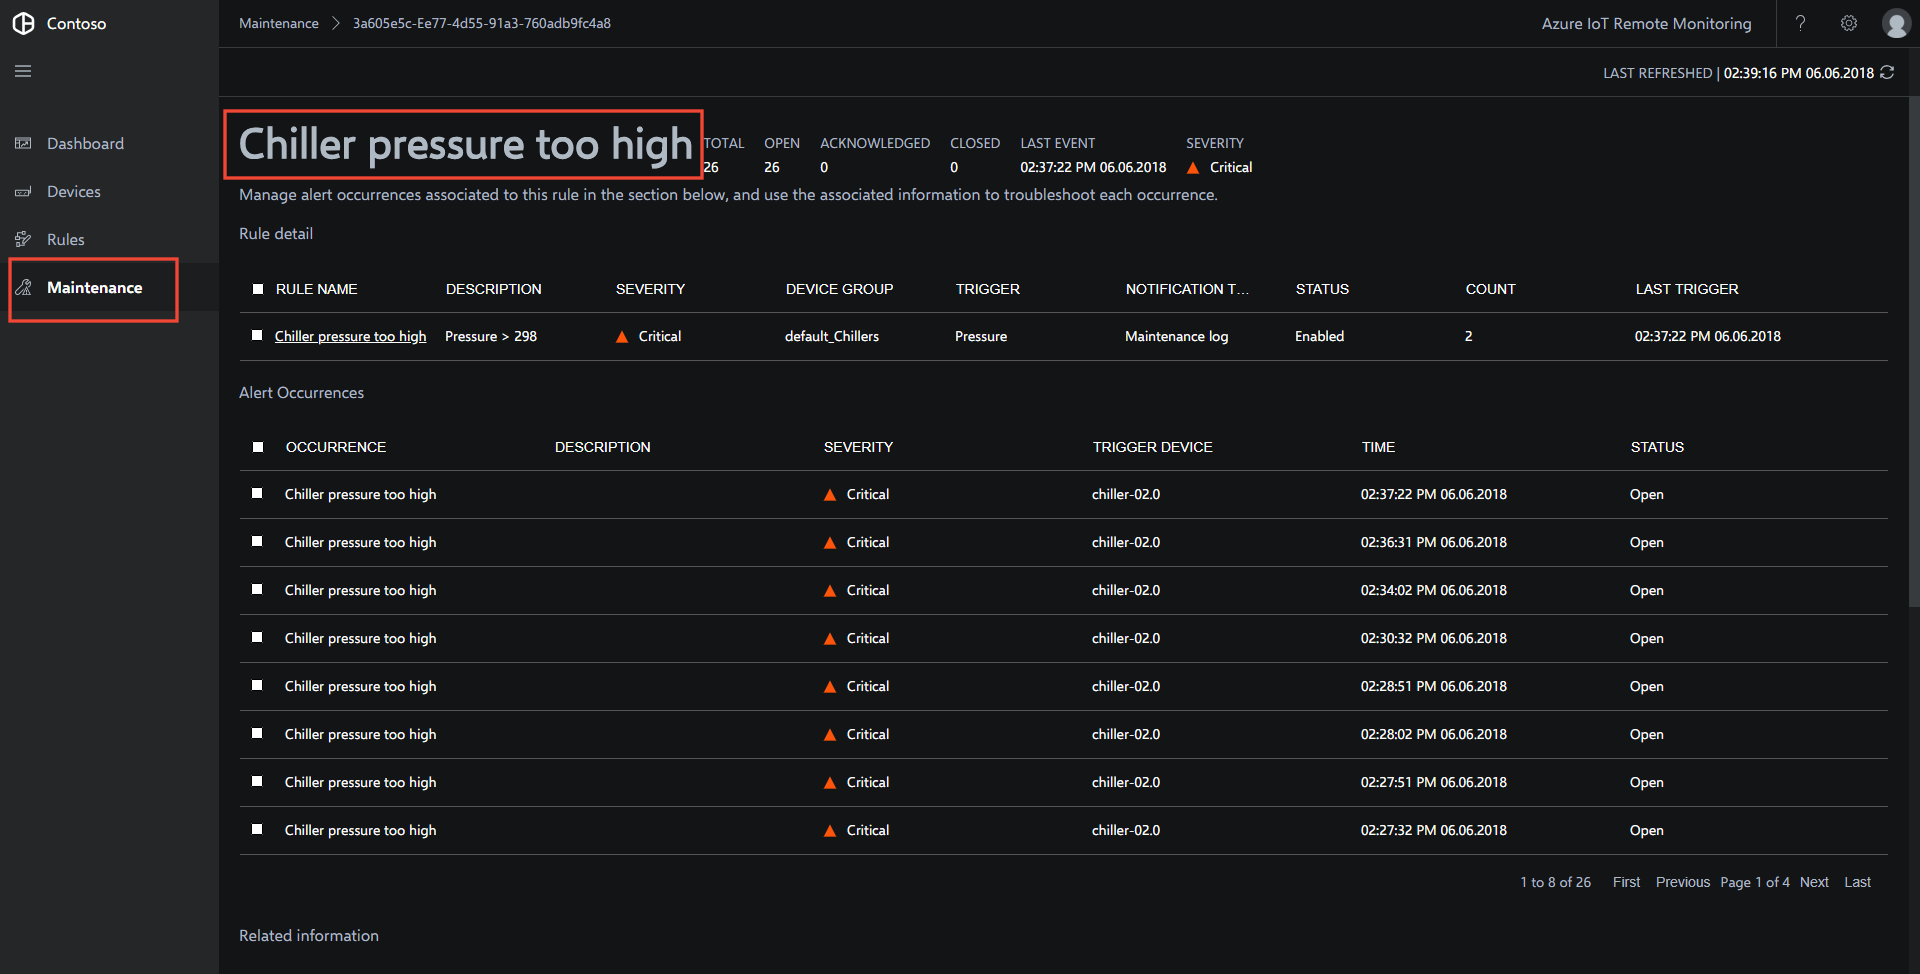 Contoso
Maintenance > 3a605e5c-Ee77-4d55-91a3-760adb9fc4a8
Azure IoT Remote Monitoring
?
LAST REFRESHED | 02:39:16 PM 06.06.2018
Dashboard
Devices
Rules
Maintenance
Chiller pressure too high
TOTAL OPEN ACKNOWLEDGED CLOSED LAST EVENT SEVERITY
26 26 0 0 02:37:22 PM 06.06.2018 Critical
Manage alert occurrences associated to this rule in the section below, and use the associated information to troubleshoot each occurrence.
Rule detail
RULE NAME DESCRIPTION SEVERITY DEVICE GROUP TRIGGER NOTIFICATION T... STATUS COUNT LAST TRIGGER
Chiller pressure too high Pressure > 298 Critical default_Chillers Pressure Maintenance log Enabled 2 02:37:22 PM 06.06.2018
Alert Occurrences
OCCURRENCE DESCRIPTION SEVERITY TRIGGER DEVICE TIME STATUS
Chiller pressure too high Critical chiller-02.0 02:37:22 PM 06.06.2018 Open
Chiller pressure too high Critical chiller-02.0 02:36:31 PM 06.06.2018 Open
Chiller pressure too high Critical chiller-02.0 02:34:02 PM 06.06.2018 Open
Chiller pressure too high Critical chiller-02.0 02:30:32 PM 06.06.2018 Open
Chiller pressure too high Critical chiller-02.0 02:28:51 PM 06.06.2018 Open
Chiller pressure too high Critical chiller-02.0 02:28:02 PM 06.06.2018 Open
Chiller pressure too high Critical chiller-02.0 02:27:51 PM 06.06.2018 Open
Chiller pressure too high Critical chiller-02.0 02:27:32 PM 06.06.2018 Open
1 to 8 of 26 First Previous Page 1 of 4 Next Last
Related information